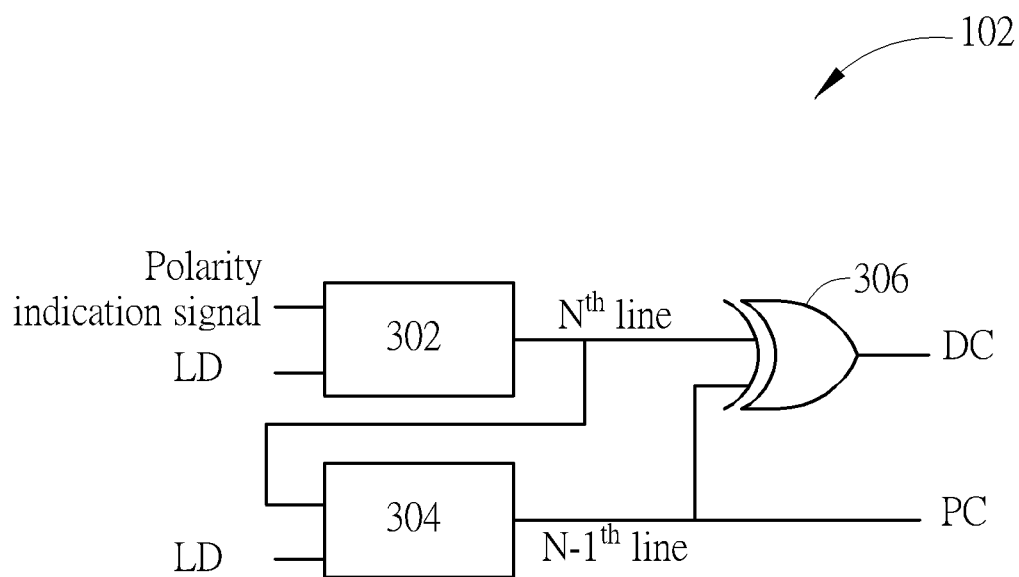 102
Polarity
indication signal
LD
302
Nth line
306
DC
304
LD
N-1th line
PC